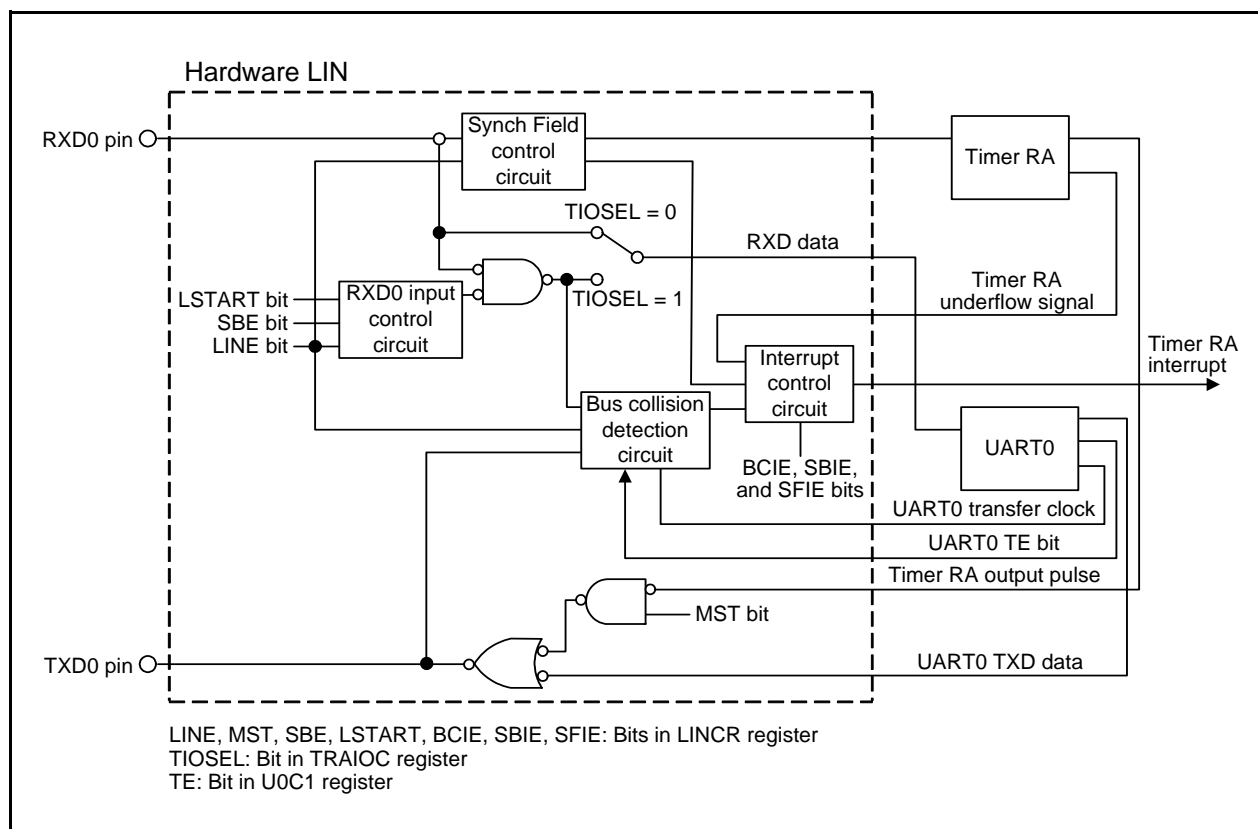 Hardware LIN
RXD0 pin
Synch Field
control
circuit
Timer RA
TIOSEL = 0
RXD data
TIOSEL = 1
Timer RA
underflow signal
LSTART bit
SBE bit
LINE bit
RXD0 input
control
circuit
Timer RA
interrupt
Interrupt
control
circuit
Bus collision
detection
circuit
UART0
BCIE, SBIE,
and SFIE bits
UART0 transfer clock
UART0 TE bit
Timer RA output pulse
MST bit
TXD0 pin
UART0 TXD data
LINE, MST, SBE, LSTART, BCIE, SBIE, SFIE: Bits in LINCR register
TIOSEL: Bit in TRAIOC register
TE: Bit in U0C1 register